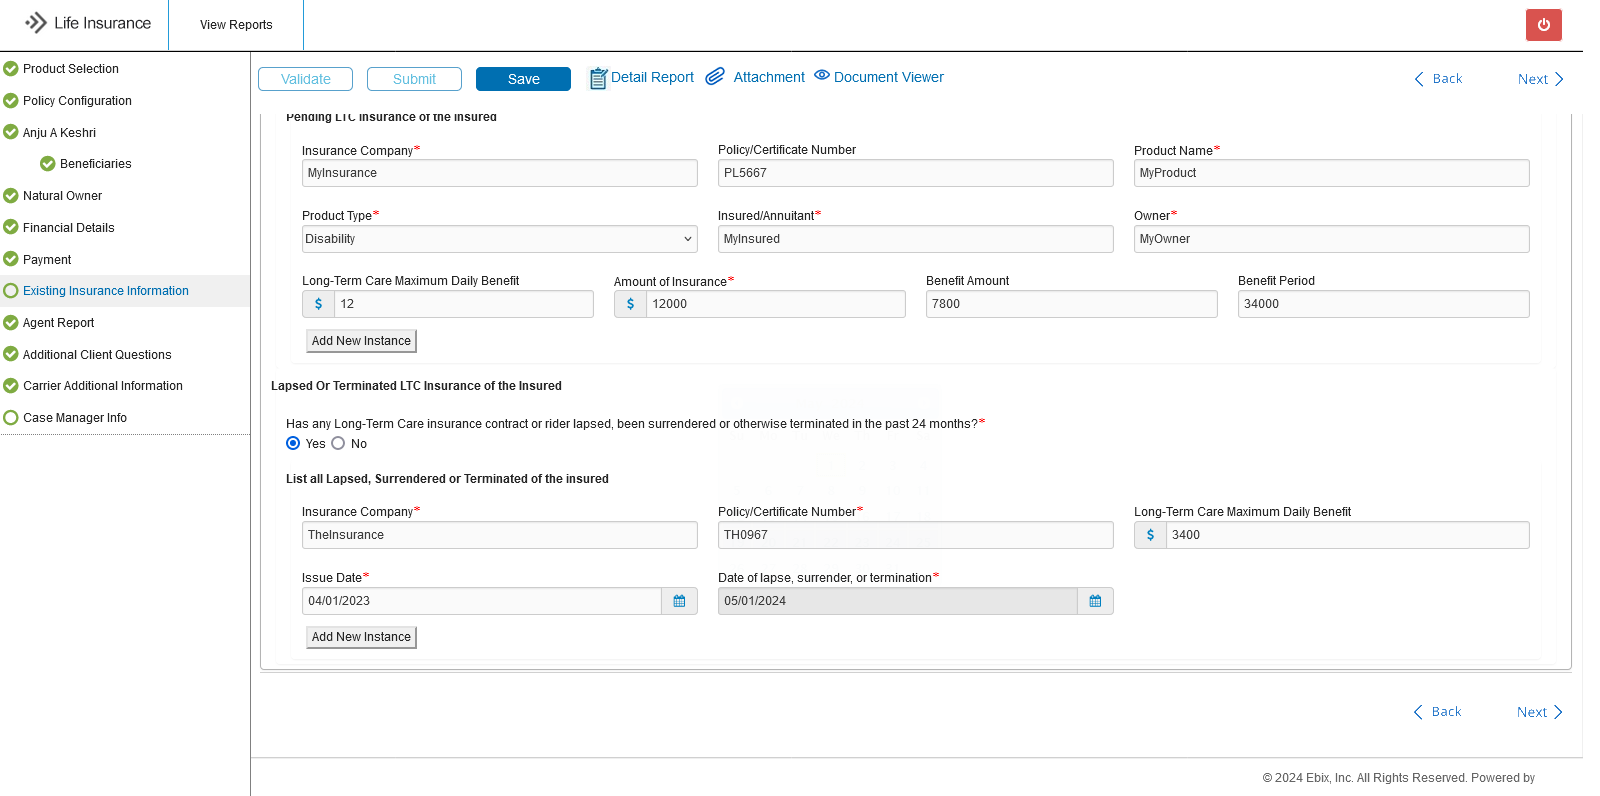 Life Insurance
View Reports
Product Selection
Policy Configuration
Anju A Keshri
Beneficiaries
Natural Owner
Financial Details
Payment
Existing Insurance Information
Agent Report
Additional Client Questions
Carrier Additional Information
Case Manager Info
Validate
Submit
Save
Detail Report
Attachment
Document Viewer
Back
Next
Pending LTC Insurance of the Insured
Insurance Company*
Policy/Certificate Number
Product Name*
MyInsurance
PL5667
MyProduct
Product Type*
Insured/Annuitant*
Owner*
Disability
MyInsured
MyOwner
Long-Term Care Maximum Daily Benefit
Amount of Insurance*
Benefit Amount
Benefit Period
$ 12
$ 12000
7800
34000
Add New Instance
Lapsed Or Terminated LTC Insurance of the Insured
Has any Long-Term Care insurance contract or rider lapsed, been surrendered or otherwise terminated in the past 24 months?*
Yes No
List all Lapsed, Surrendered or Terminated of the insured
Insurance Company*
Policy/Certificate Number*
Long-Term Care Maximum Daily Benefit
TheInsurance
TH0967
$ 3400
Issue Date*
Date of lapse, surrender, or termination*
04/01/2023
05/01/2024
Add New Instance
Back
Next
© 2024 Ebix, Inc. All Rights Reserved. Powered by